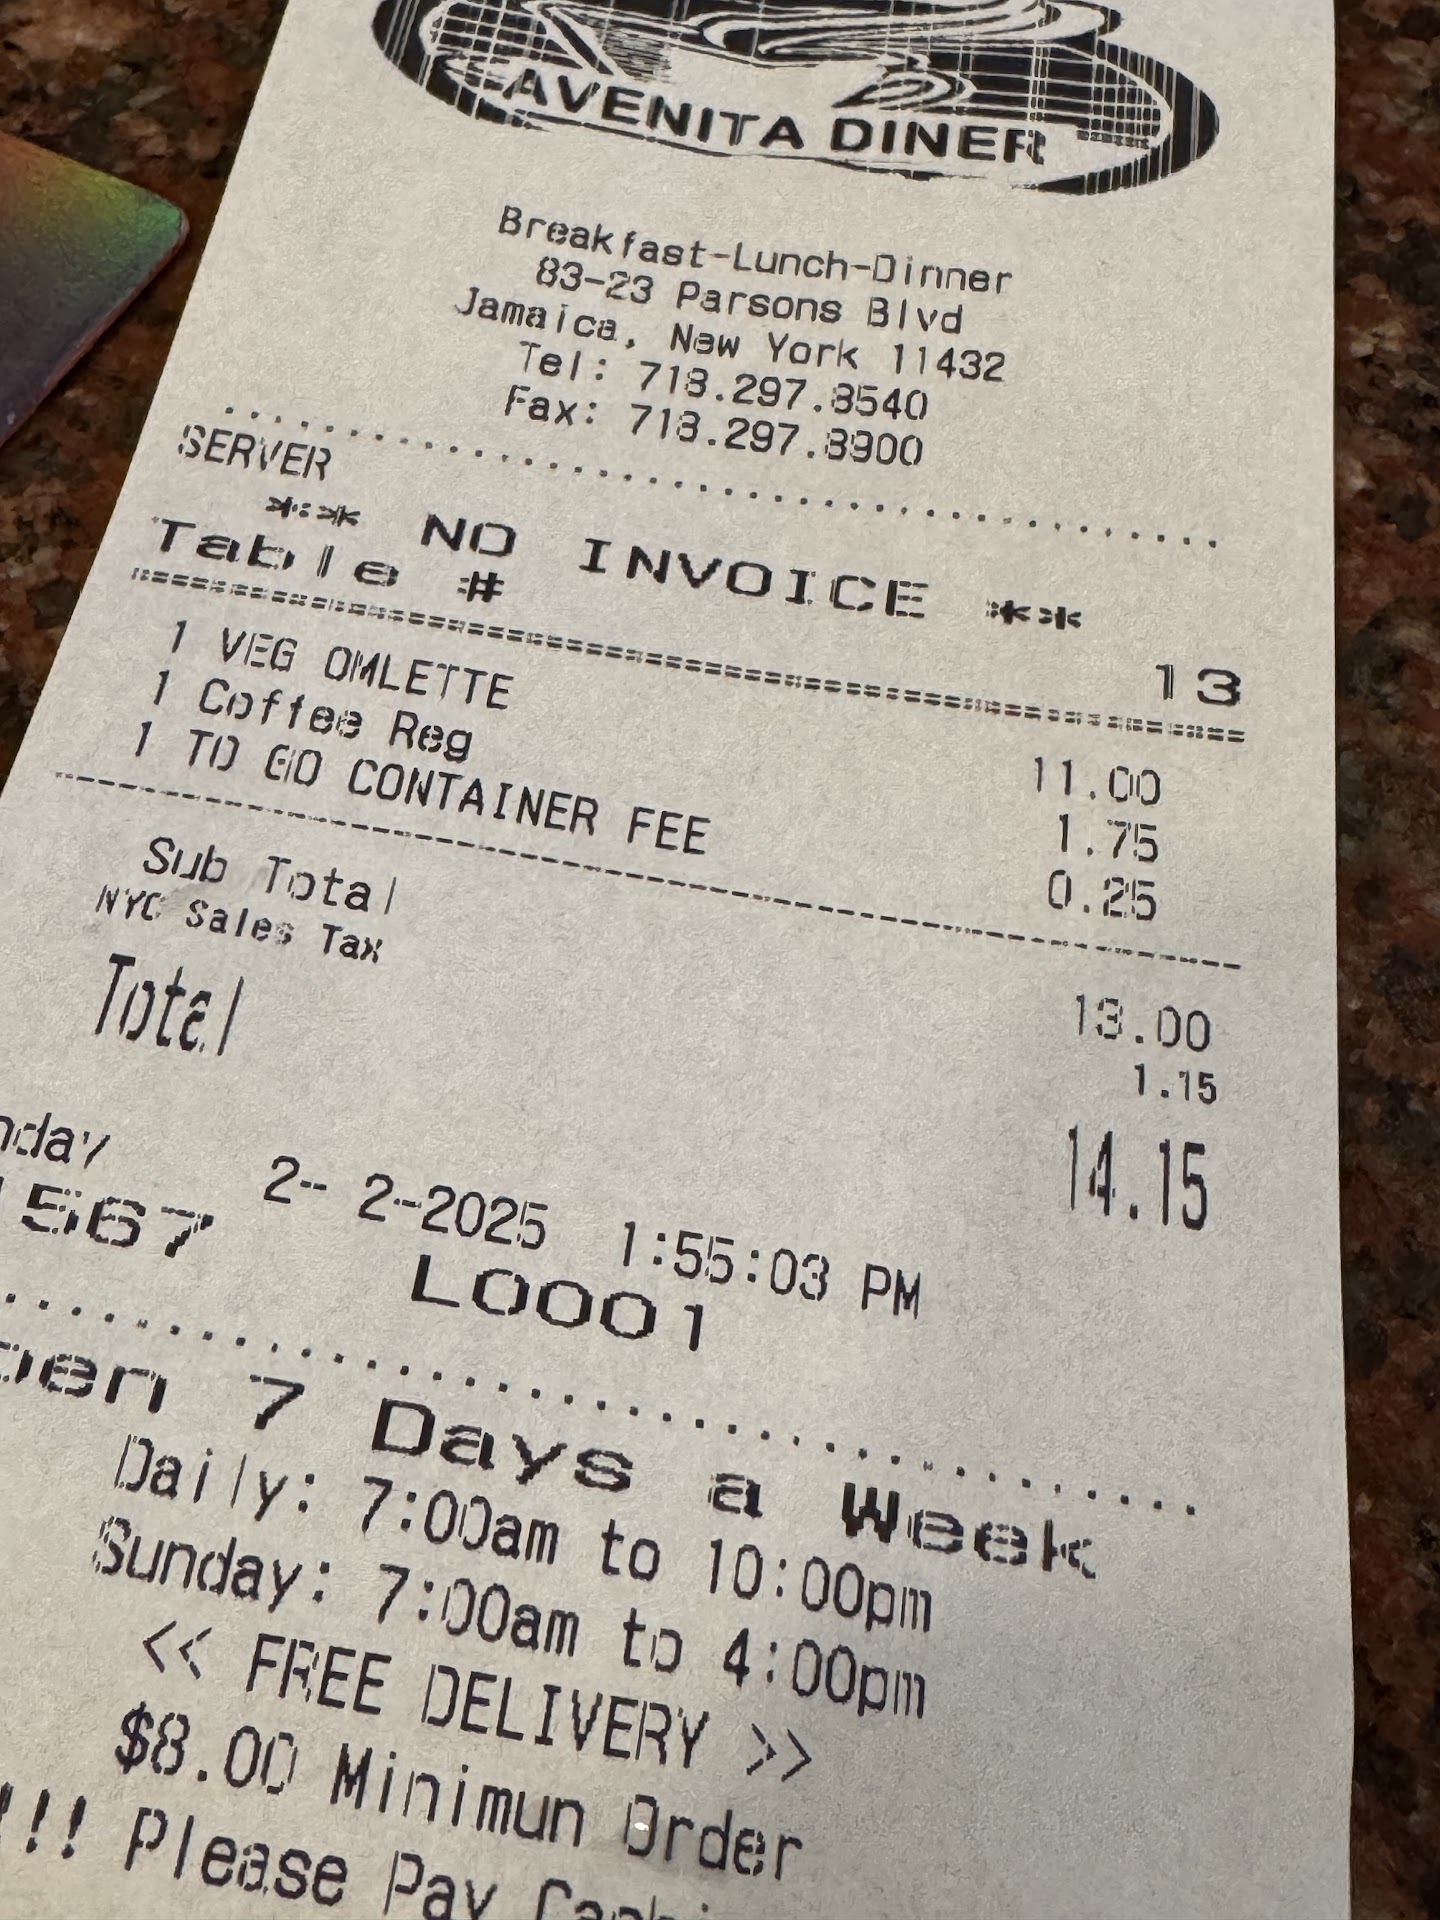 AVENITA DINER
Breakfast-Lunch-Dinner
83-23 Parsons Blvd
Jamaica, New York 11432
Tel: 718.297.8540
Fax: 718.297.8900
SERVER
*** NO INVOICE **
Table # 13
1 VEG OMLETTE 11.00
1 Coffee Reg 1.75
1 TO GO CONTAINER FEE 0.25
Sub Total 13.00
NYC Sales Tax 1.15
Total 14.15
nday 2- 2-2025 1:55:03 PM
567 L0001
pen 7 Days a Week
Daily: 7:00am to 10:00pm
Sunday: 7:00am to 4:00pm
<< FREE DELIVERY >>
$8.00 Minimun Order
!!! Please Pay